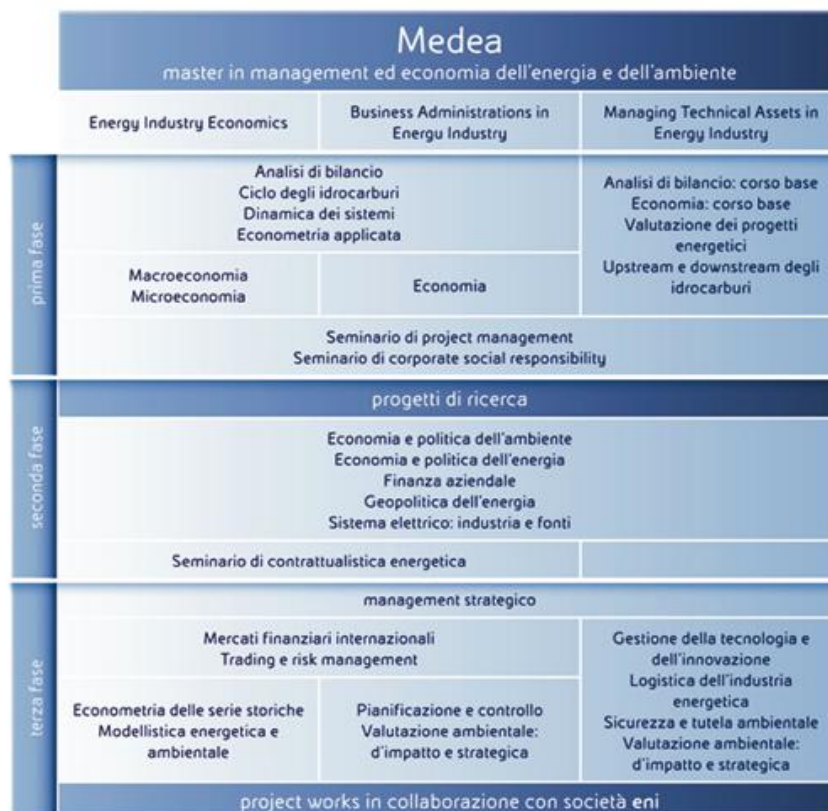 Medea
master in management ed economia dell'energia e dell'ambiente
Energy Industry Economics
Business Administrations in
Energu Industry
Managing Technical Assets in
Energy Industry
prima fase
Analisi di bilancio
Ciclo degli idrocarburi
Dinamica dei sistemi
Econometria applicata
Analisi di bilancio: corso base
Economia: corso base
Valutazione dei progetti
energetici
Upstream e downstream degli
idrocarburi
Macroeconomia
Microeconomia
Economia
Seminario di project management
Seminario di corporate social responsibility
seconda fase
progetti di ricerca
Economia e politica dell'ambiente
Economia e politica dell'energia
Finanza aziendale
Geopolitica dell'energia
Sistema elettrico: industria e fonti
Seminario di contrattualistica energetica
terza fase
management strategico
Mercati finanziari internazionali
Trading e risk management
Gestione della tecnologia e
dell'innovazione
Logistica dell'industria
energetica
Sicurezza e tutela ambientale
Valutazione ambientale:
d'impatto e strategica
Econometria delle serie storiche
Modellistica energetica e
ambientale
Pianificazione e controllo
Valutazione ambientale:
d'impatto e strategica
project works in collaborazione con società eni